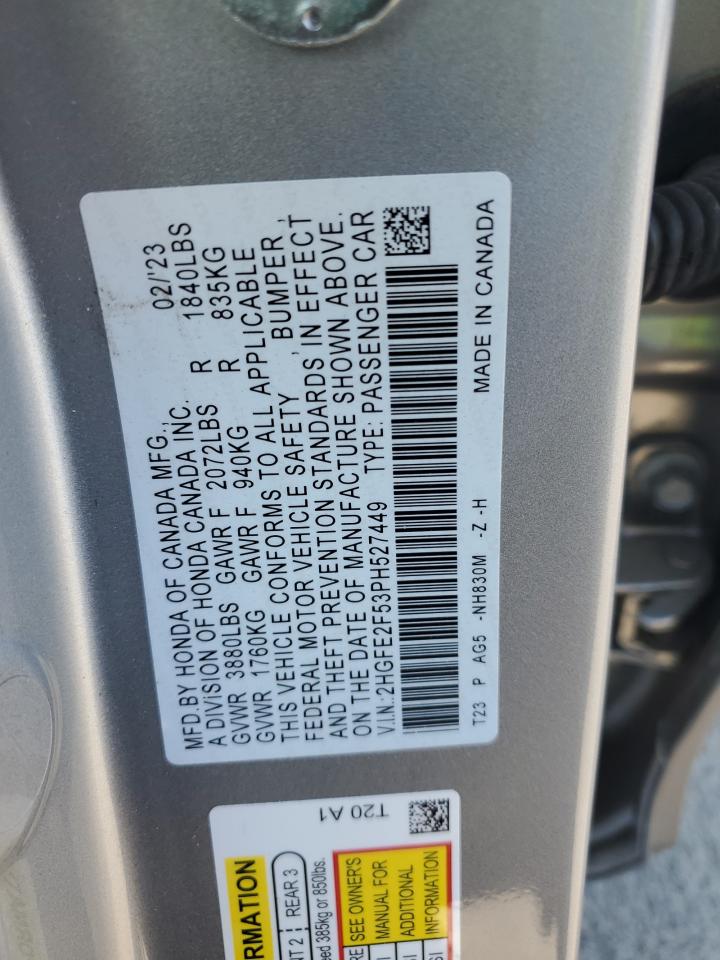 MFD.BY HONDA OF CANADA MFG., 02/'23
A DIVISION OF HONDA CANADA INC.
GVWR 3880LBS GAWR F 2072LBS R 1840LBS
GVWR 1760KG GAWR F 940KG R 835KG
THIS VEHICLE CONFORMS TO ALL APPLICABLE
FEDERAL MOTOR VEHICLE SAFETY , BUMPER ,
AND THEFT PREVENTION STANDARDS, IN EFFECT
ON THE DATE OF MANUFACTURE SHOWN ABOVE.
V.I.N.:2HGFE2F53PH527449 TYPE: PASSENGER CAR
T23 P AG5 -NH830M -Z -H MADE IN CANADA
T20 A1
REAR 3
385kg or 850lbs.
SEE OWNER'S
MANUAL FOR
ADDITIONAL
INFORMATION